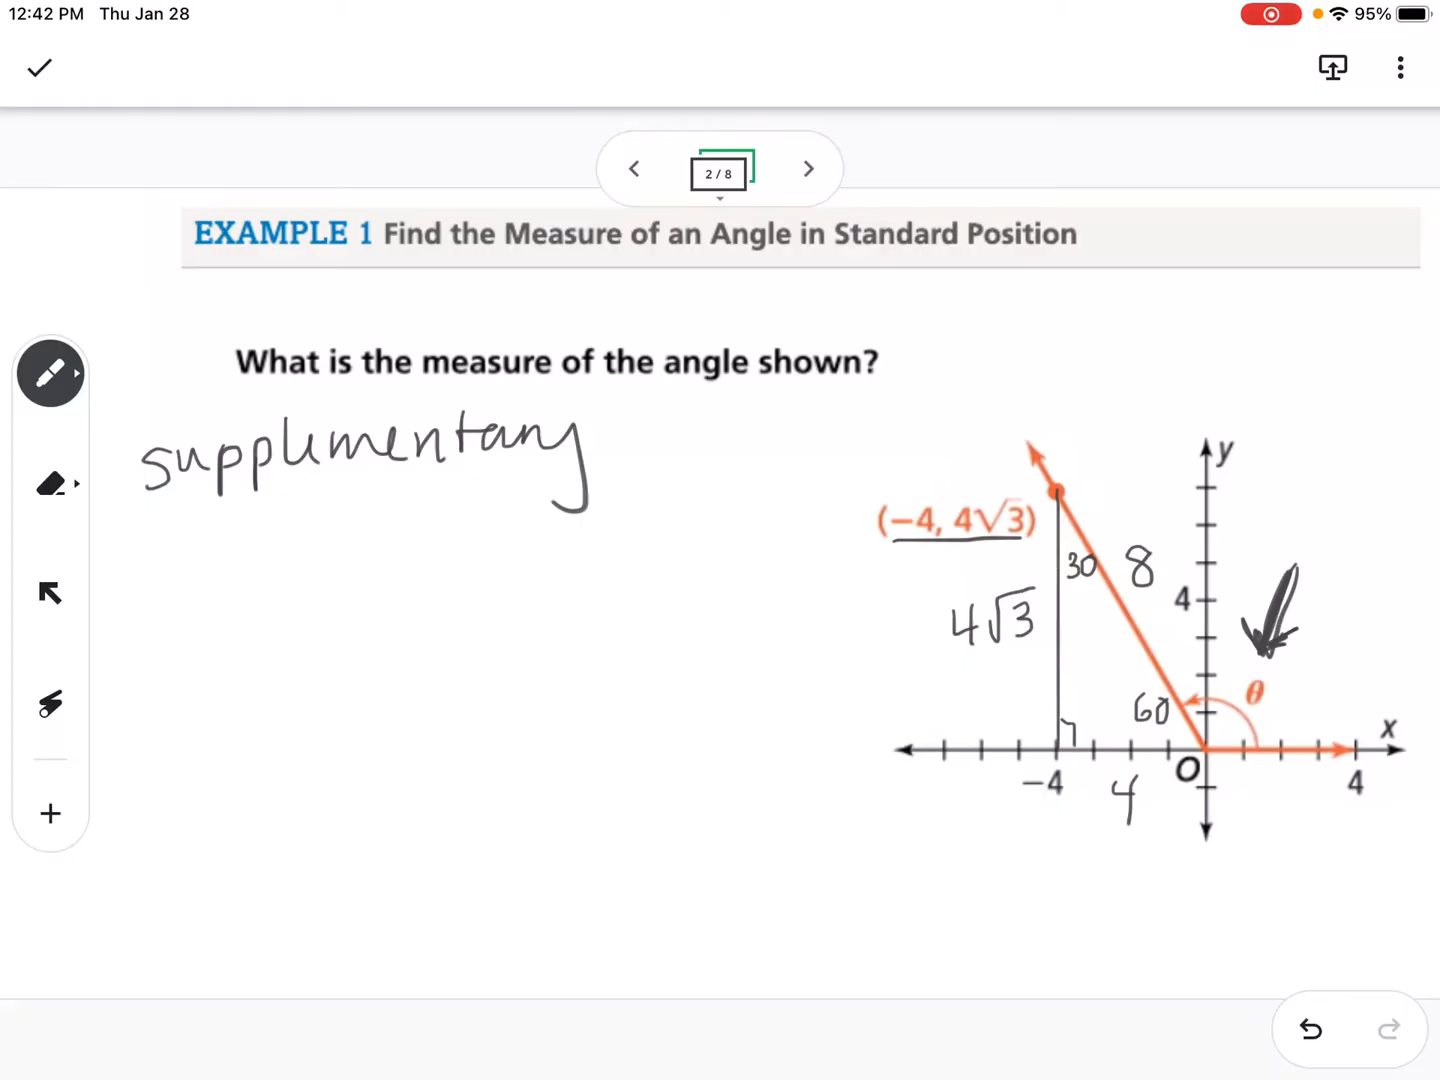 12:42 PM Thu Jan 28
95%
2 / 8
EXAMPLE 1 Find the Measure of an Angle in Standard Position
What is the measure of the angle shown?
supplimentany
y
(−4, 4√3)
30
8
4
4√3
θ
60
x
O
−4
4
4